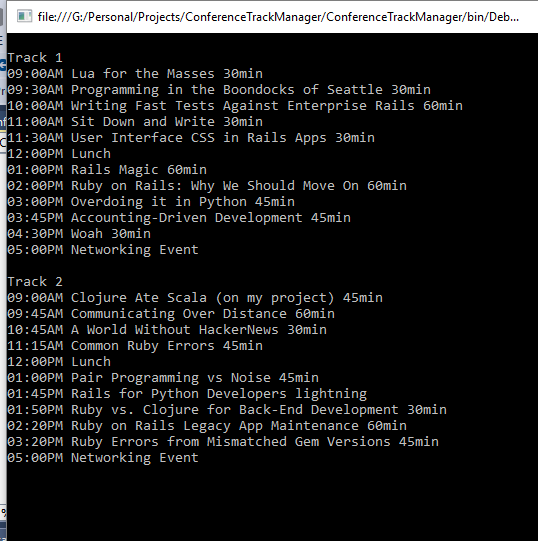 file:///G:/Personal/Projects/ConferenceTrackManager/ConferenceTrackManager/bin/Deb...
Track 1
09:00AM Lua for the Masses 30min
09:30AM Programming in the Boondocks of Seattle 30min
10:00AM Writing Fast Tests Against Enterprise Rails 60min
11:00AM Sit Down and Write 30min
11:30AM User Interface CSS in Rails Apps 30min
12:00PM Lunch
01:00PM Rails Magic 60min
02:00PM Ruby on Rails: Why We Should Move On 60min
03:00PM Overdoing it in Python 45min
03:45PM Accounting-Driven Development 45min
04:30PM Woah 30min
05:00PM Networking Event
Track 2
09:00AM Clojure Ate Scala (on my project) 45min
09:45AM Communicating Over Distance 60min
10:45AM A World Without HackerNews 30min
11:15AM Common Ruby Errors 45min
12:00PM Lunch
01:00PM Pair Programming vs Noise 45min
01:45PM Rails for Python Developers lightning
01:50PM Ruby vs. Clojure for Back-End Development 30min
02:20PM Ruby on Rails Legacy App Maintenance 60min
03:20PM Ruby Errors from Mismatched Gem Versions 45min
05:00PM Networking Event